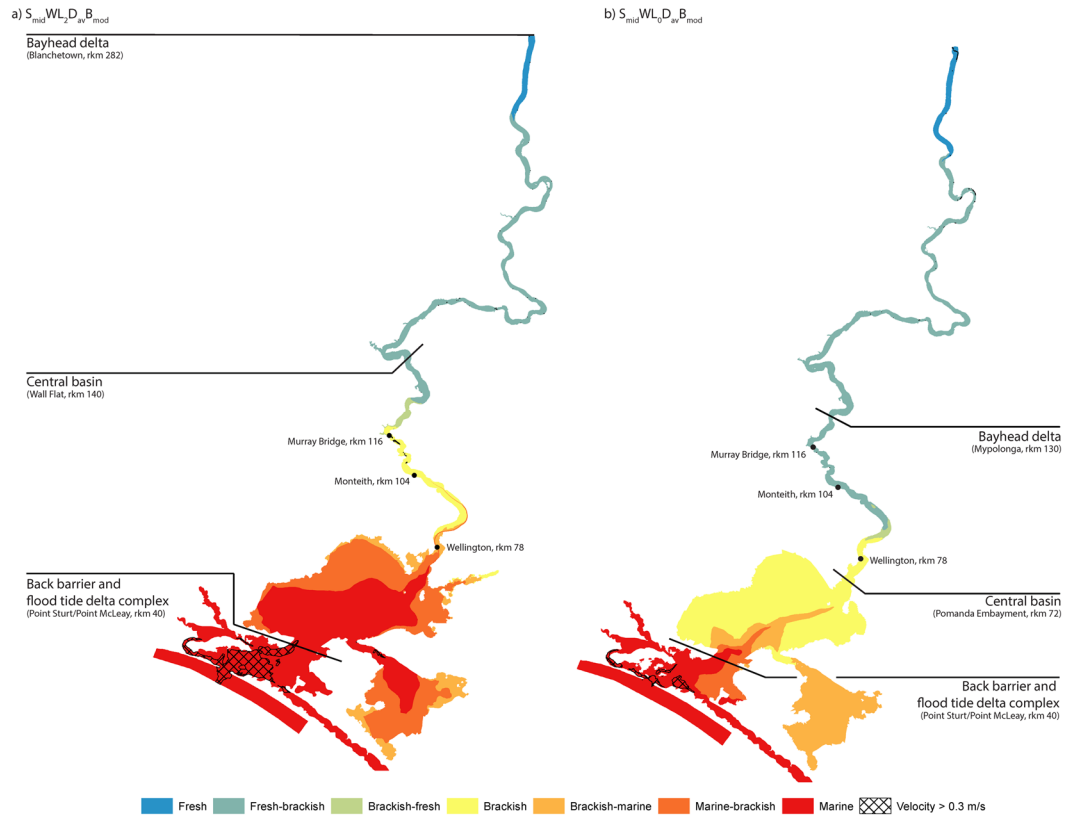 a) SmidWL2DavBmod
Bayhead delta
(Blanchetown, rkm 282)
Central basin
(Wall Flat, rkm 140)
Murray Bridge, rkm 116
Monteith, rkm 104
Wellington, rkm 78
Back barrier and
flood tide delta complex
(Point Sturt/Point McLeay, rkm 40)
b) SmidWL0DavBmod
Bayhead delta
(Mypolonga, rkm 130)
Murray Bridge, rkm 116
Monteith, rkm 104
Wellington, rkm 78
Central basin
(Pomanda Embayment, rkm 72)
Back barrier and
flood tide delta complex
(Point Sturt/Point McLeay, rkm 40)
Fresh Fresh-brackish Brackish-fresh Brackish Brackish-marine Marine-brackish Marine Velocity > 0.3 m/s